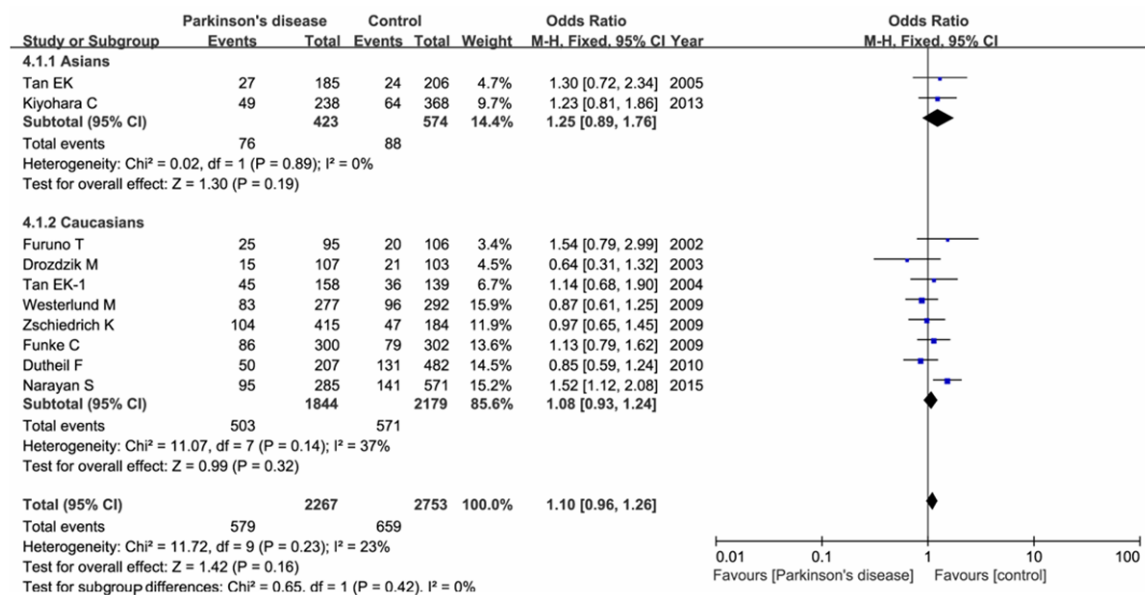 Parkinson's disease Control Odds Ratio Odds Ratio
Study or Subgroup Events Total Events Total Weight M-H, Fixed, 95% CI Year M-H, Fixed, 95% CI
4.1.1 Asians
Tan EK 27 185 24 206 4.7% 1.30 [0.72, 2.34] 2005
Kiyohara C 49 238 64 368 9.7% 1.23 [0.81, 1.86] 2013
Subtotal (95% CI) 423 574 14.4% 1.25 [0.89, 1.76]
Total events 76 88
Heterogeneity: Chi² = 0.02, df = 1 (P = 0.89); I² = 0%
Test for overall effect: Z = 1.30 (P = 0.19)
4.1.2 Caucasians
Furuno T 25 95 20 106 3.4% 1.54 [0.79, 2.99] 2002
Drozdzik M 15 107 21 103 4.5% 0.64 [0.31, 1.32] 2003
Tan EK-1 45 158 36 139 6.7% 1.14 [0.68, 1.90] 2004
Westerlund M 83 277 96 292 15.9% 0.87 [0.61, 1.25] 2009
Zschiedrich K 104 415 47 184 11.9% 0.97 [0.65, 1.45] 2009
Funke C 86 300 79 302 13.6% 1.13 [0.79, 1.62] 2009
Dutheil F 50 207 131 482 14.5% 0.85 [0.59, 1.24] 2010
Narayan S 95 285 141 571 15.2% 1.52 [1.12, 2.08] 2015
Subtotal (95% CI) 1844 2179 85.6% 1.08 [0.93, 1.24]
Total events 503 571
Heterogeneity: Chi² = 11.07, df = 7 (P = 0.14); I² = 37%
Test for overall effect: Z = 0.99 (P = 0.32)
Total (95% CI) 2267 2753 100.0% 1.10 [0.96, 1.26]
Total events 579 659
Heterogeneity: Chi² = 11.72, df = 9 (P = 0.23); I² = 23%
Test for overall effect: Z = 1.42 (P = 0.16)
Test for subgroup differences: Chi² = 0.65, df = 1 (P = 0.42), I² = 0%
0.01 0.1 1 10 100
Favours [Parkinson's disease] Favours [control]